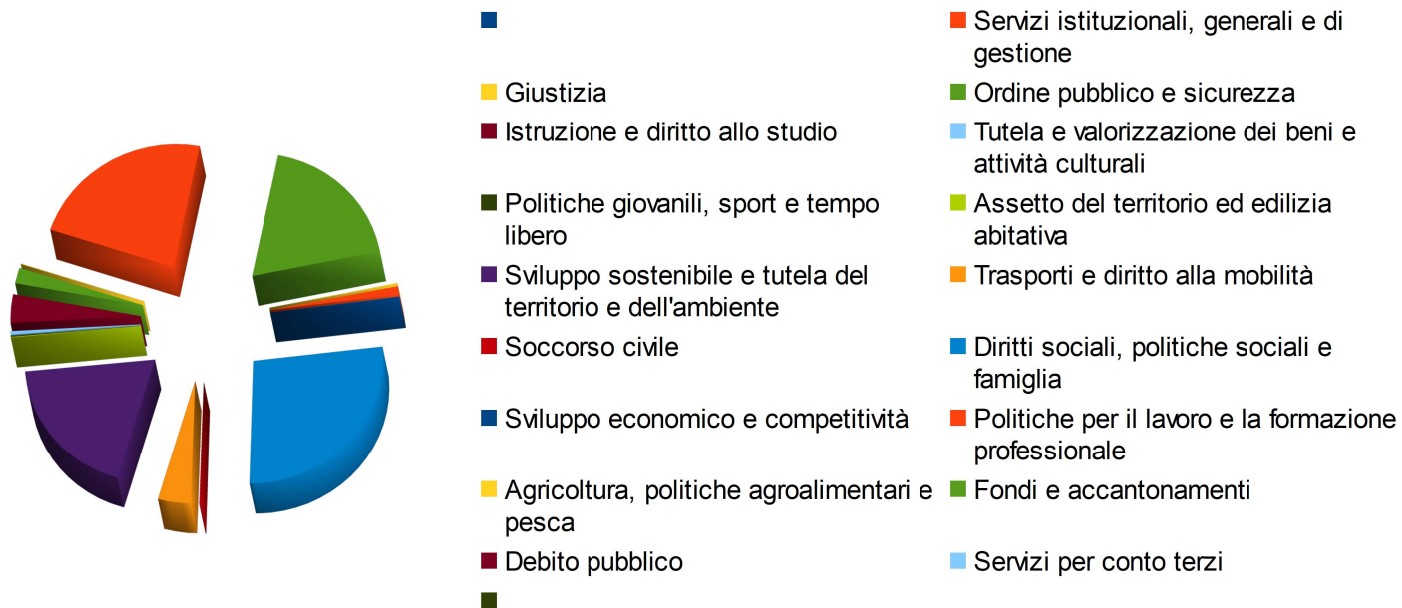 Servizi istituzionali, generali e di
gestione
Giustizia
Ordine pubblico e sicurezza
Istruzione e diritto allo studio
Tutela e valorizzazione dei beni e
attività culturali
Politiche giovanili, sport e tempo
libero
Assetto del territorio ed edilizia
abitativa
Sviluppo sostenibile e tutela del
territorio e dell'ambiente
Trasporti e diritto alla mobilità
Soccorso civile
Diritti sociali, politiche sociali e
famiglia
Sviluppo economico e competitività
Politiche per il lavoro e la formazione
professionale
Agricoltura, politiche agroalimentari e
pesca
Fondi e accantonamenti
Debito pubblico
Servizi per conto terzi